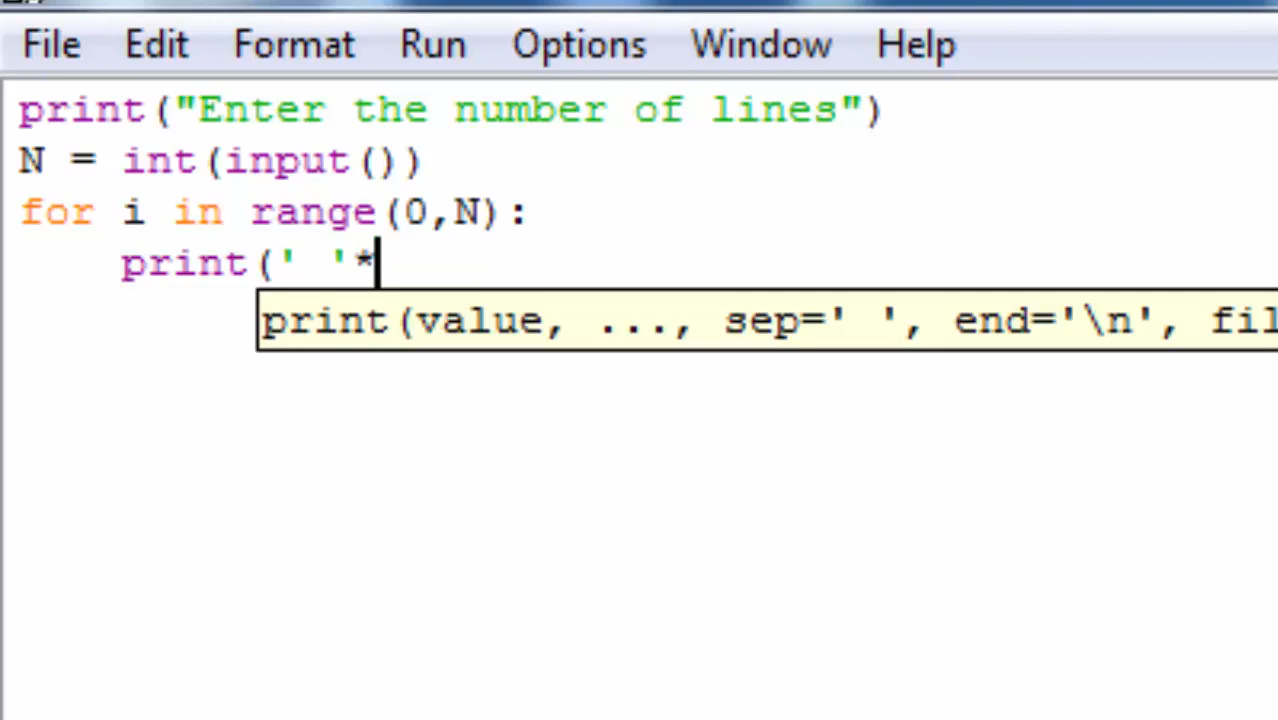 File Edit Format Run Options Window Help
print("Enter the number of lines")
N = int(input())
for i in range(0,N):
    print(' '*
print(value, ..., sep=' ', end='\n', fil